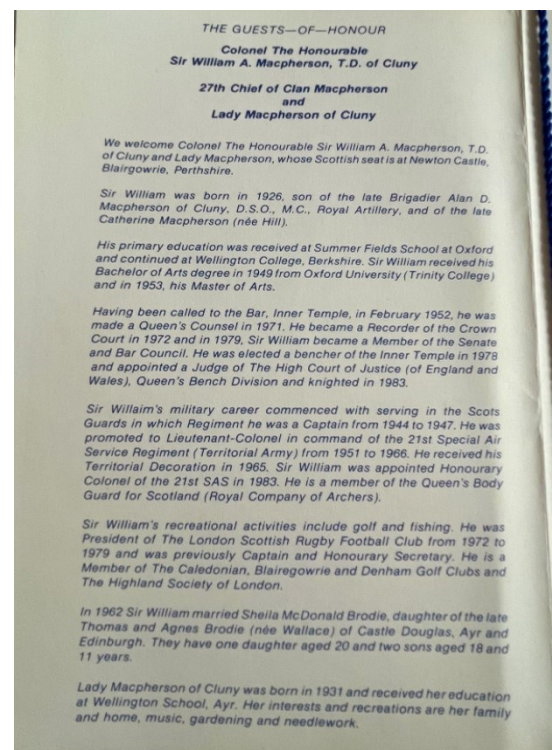 THE GUESTS—OF—HONOUR
Colonel The Honourable
Sir William A. Macpherson, T.D. of Cluny
27th Chief of Clan Macpherson
and
Lady Macpherson of Cluny
We welcome Colonel The Honourable Sir William A. Macpherson, T.D.
of Cluny and Lady Macpherson, whose Scottish seat is at Newton Castle,
Blairgowrie, Perthshire.
Sir William was born in 1926, son of the late Brigadier Alan D.
Macpherson of Cluny, D.S.O., M.C., Royal Artillery, and of the late
Catherine Macpherson (née Hill).
His primary education was received at Summer Fields School at Oxford
and continued at Wellington College, Berkshire. Sir William received his
Bachelor of Arts degree in 1949 from Oxford University (Trinity College)
and in 1953, his Master of Arts.
Having been called to the Bar, Inner Temple, in February 1952, he was
made a Queen's Counsel in 1971. He became a Recorder of the Crown
Court in 1972 and in 1979, Sir William became a Member of the Senate
and Bar Council. He was elected a bencher of the Inner Temple in 1978
and appointed a Judge of The High Court of Justice (of England and
Wales), Queen's Bench Division and knighted in 1983.
Sir Willaim's military career commenced with serving in the Scots
Guards in which Regiment he was a Captain from 1944 to 1947. He was
promoted to Lieutenant-Colonel in command of the 21st Special Air
Service Regiment (Territorial Army) from 1951 to 1966. He received his
Territorial Decoration in 1965. Sir William was appointed Honourary
Colonel of the 21st SAS in 1983. He is a member of the Queen's Body
Guard for Scotland (Royal Company of Archers).
Sir William's recreational activities include golf and fishing. He was
President of The London Scottish Rugby Football Club from 1972 to
1979 and was previously Captain and Honourary Secretary. He is a
Member of The Caledonian, Blairegowrie and Denham Golf Clubs and
The Highland Society of London.
In 1962 Sir William married Sheila McDonald Brodie, daughter of the late
Thomas and Agnes Brodie (née Wallace) of Castle Douglas, Ayr and
Edinburgh. They have one daughter aged 20 and two sons aged 18 and
11 years.
Lady Macpherson of Cluny was born in 1931 and received her education
at Wellington School, Ayr. Her interests and recreations are her family
and home, music, gardening and needlework.